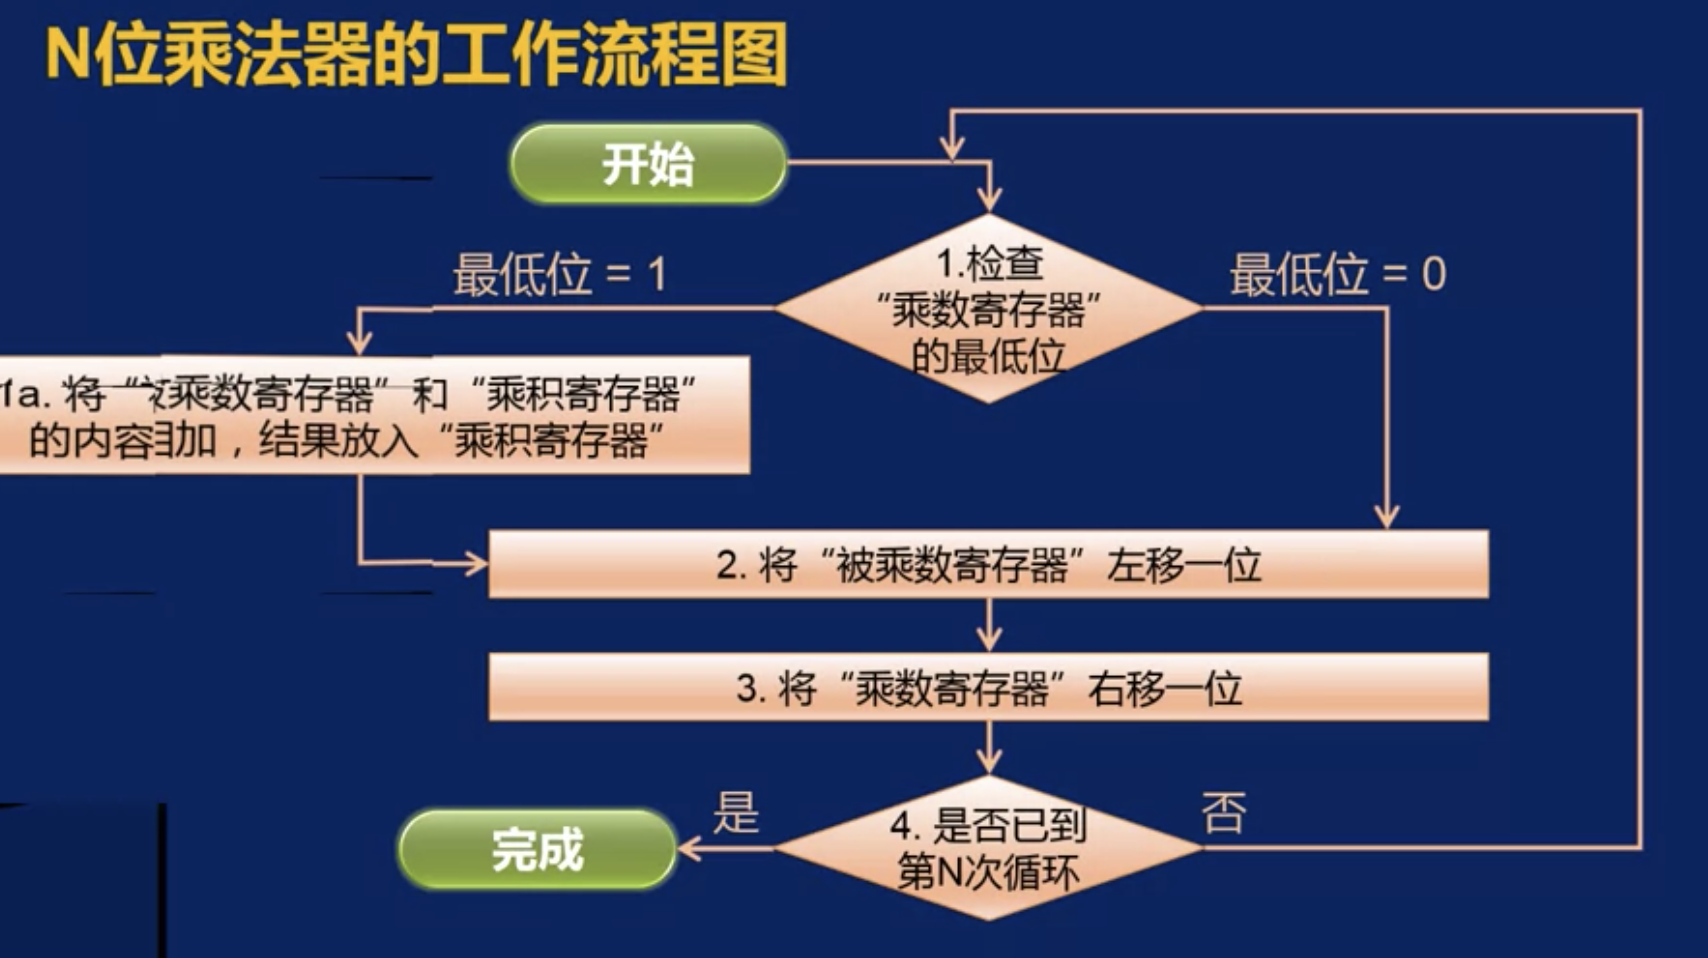 N位乘法器的工作流程图
开始
最低位 = 1
1.检查
“乘数寄存器”
的最低位
最低位 = 0
1a. 将“被乘数寄存器”和“乘积寄存器”
的内容相加，结果放入“乘积寄存器”
2. 将“被乘数寄存器”左移一位
3. 将“乘数寄存器”右移一位
4. 是否已到
第N次循环
是
否
完成